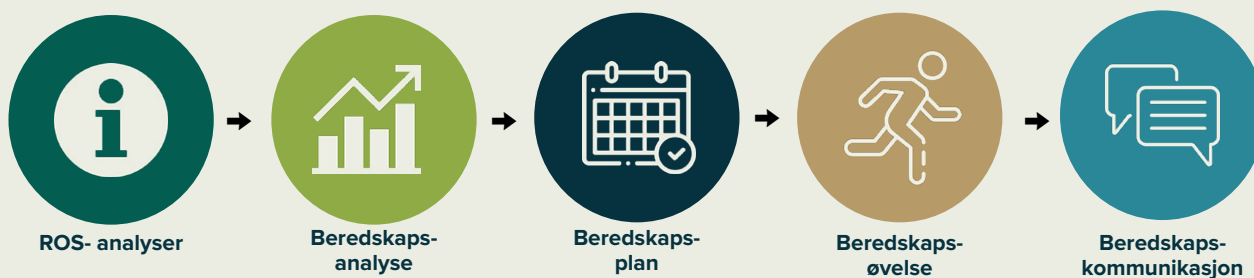 ROS- analyser
Beredskaps-
analyse
Beredskaps-
plan
Beredskaps-
øvelse
Beredskaps-
kommunikasjon